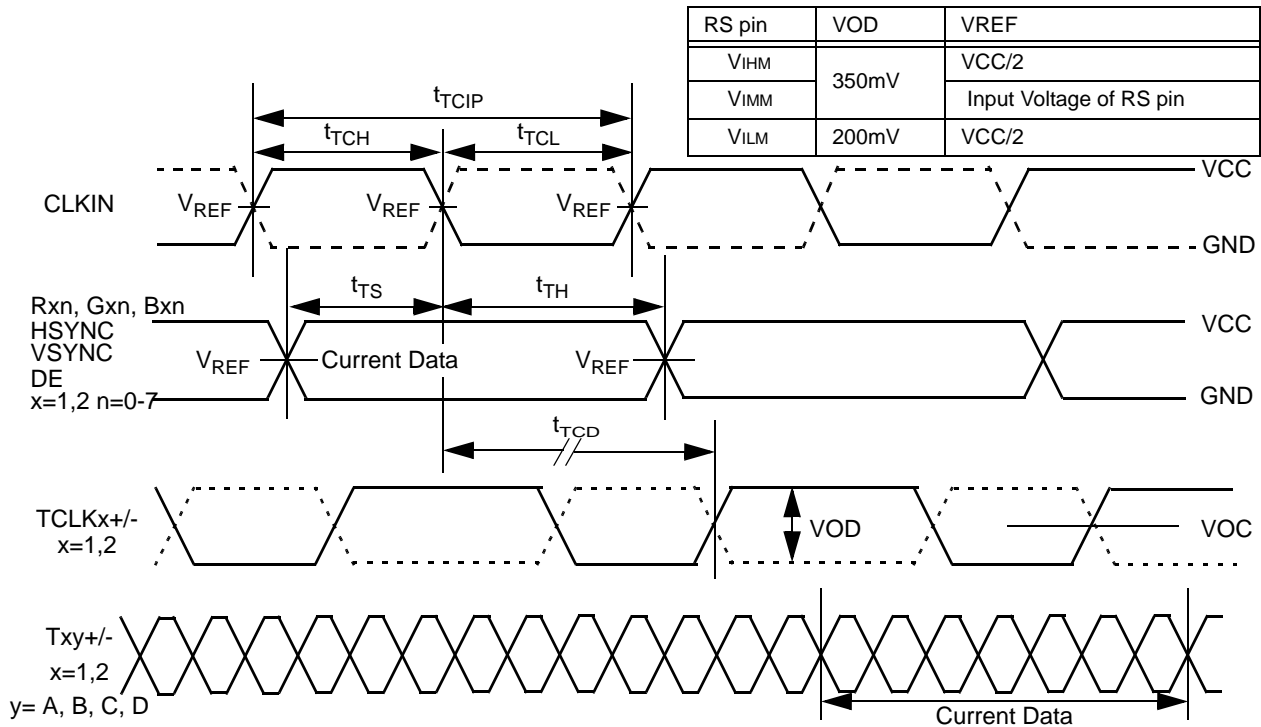 RS pin VOD VREF
VIHM 350mV VCC/2
VIMM Input Voltage of RS pin
VILM 200mV VCC/2
tTCIP
tTCH tTCL
VCC
CLKIN VREF VREF VREF
GND
tTS tTH
Rxn, Gxn, Bxn
HSYNC VCC
VSYNC VREF Current Data VREF
DE
x=1,2 n=0-7 GND
tTCD
TCLKx+/- VOD VOC
x=1,2
Txy+/-
x=1,2
y= A, B, C, D
Current Data